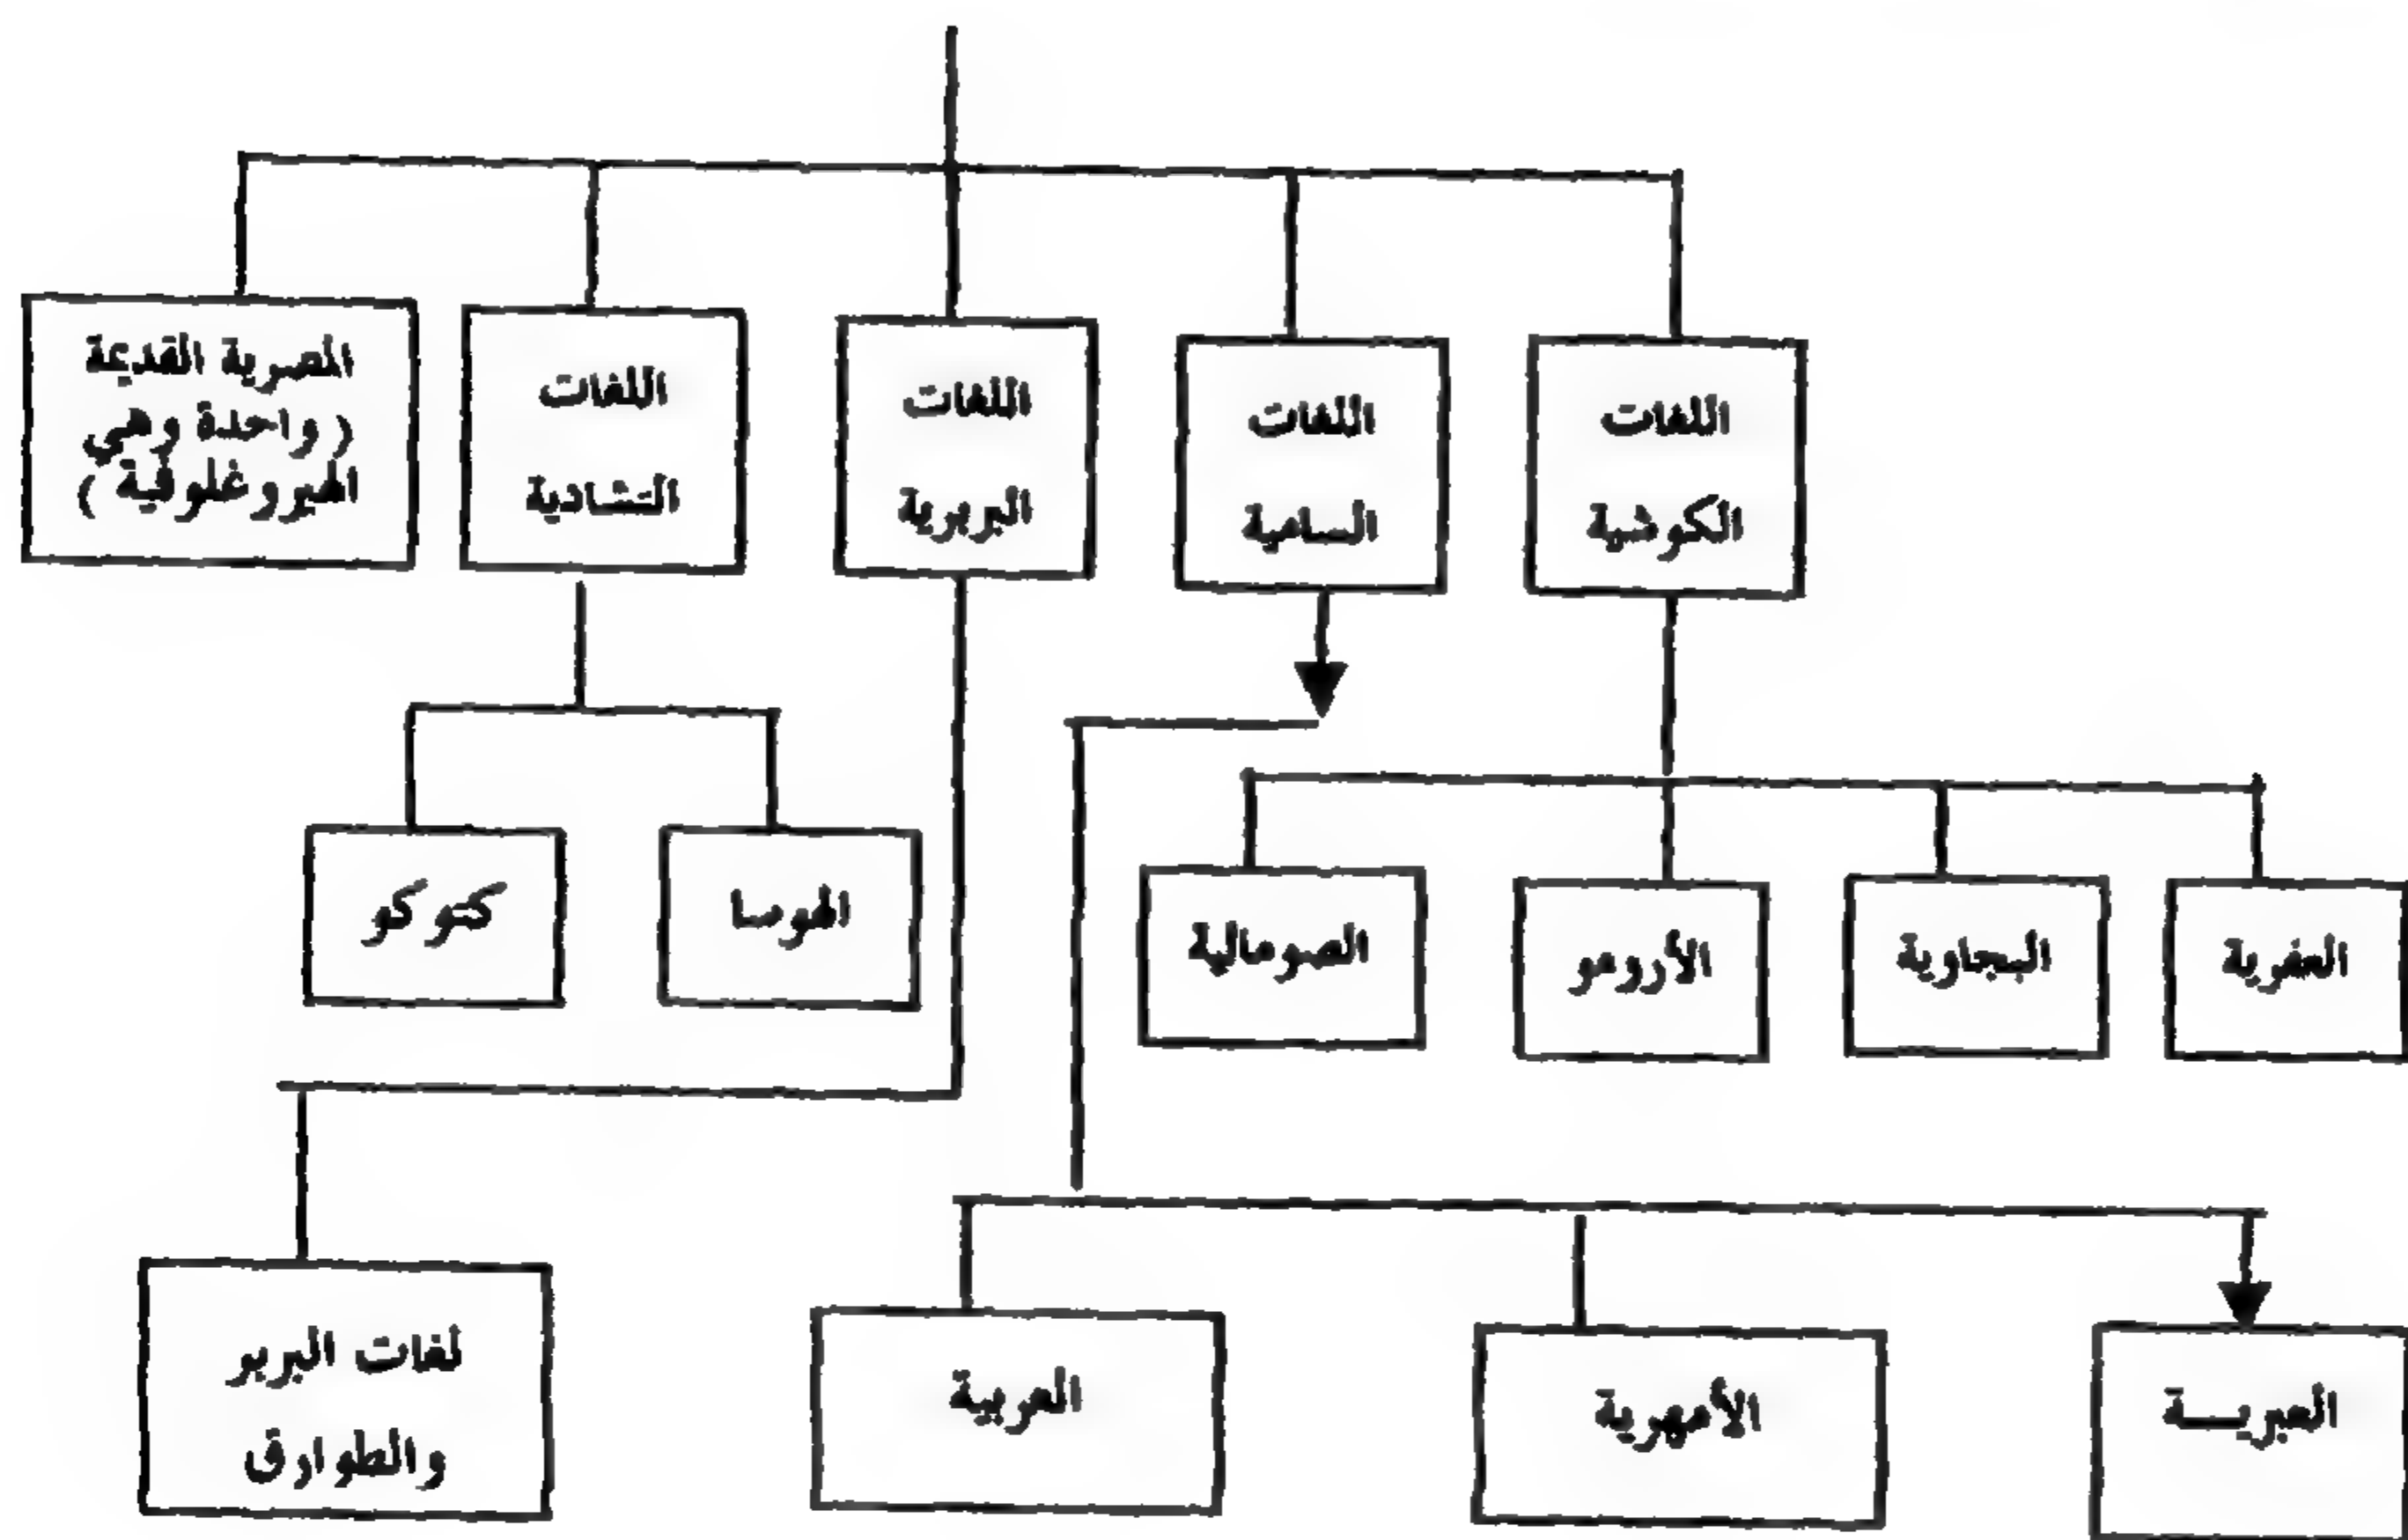 اللغات
الكوشية
اللغات
السامية
اللغات
البربرية
اللغات
التشادية
المصرية القديمة
( واحدة وهي
الهيروغلوفية )
العفرية
البجاوية
الأرومو
الصومالية
الهوسا
كتوكو
العبريــة
الأمهرية
العربية
لغات البربر
والطوارق